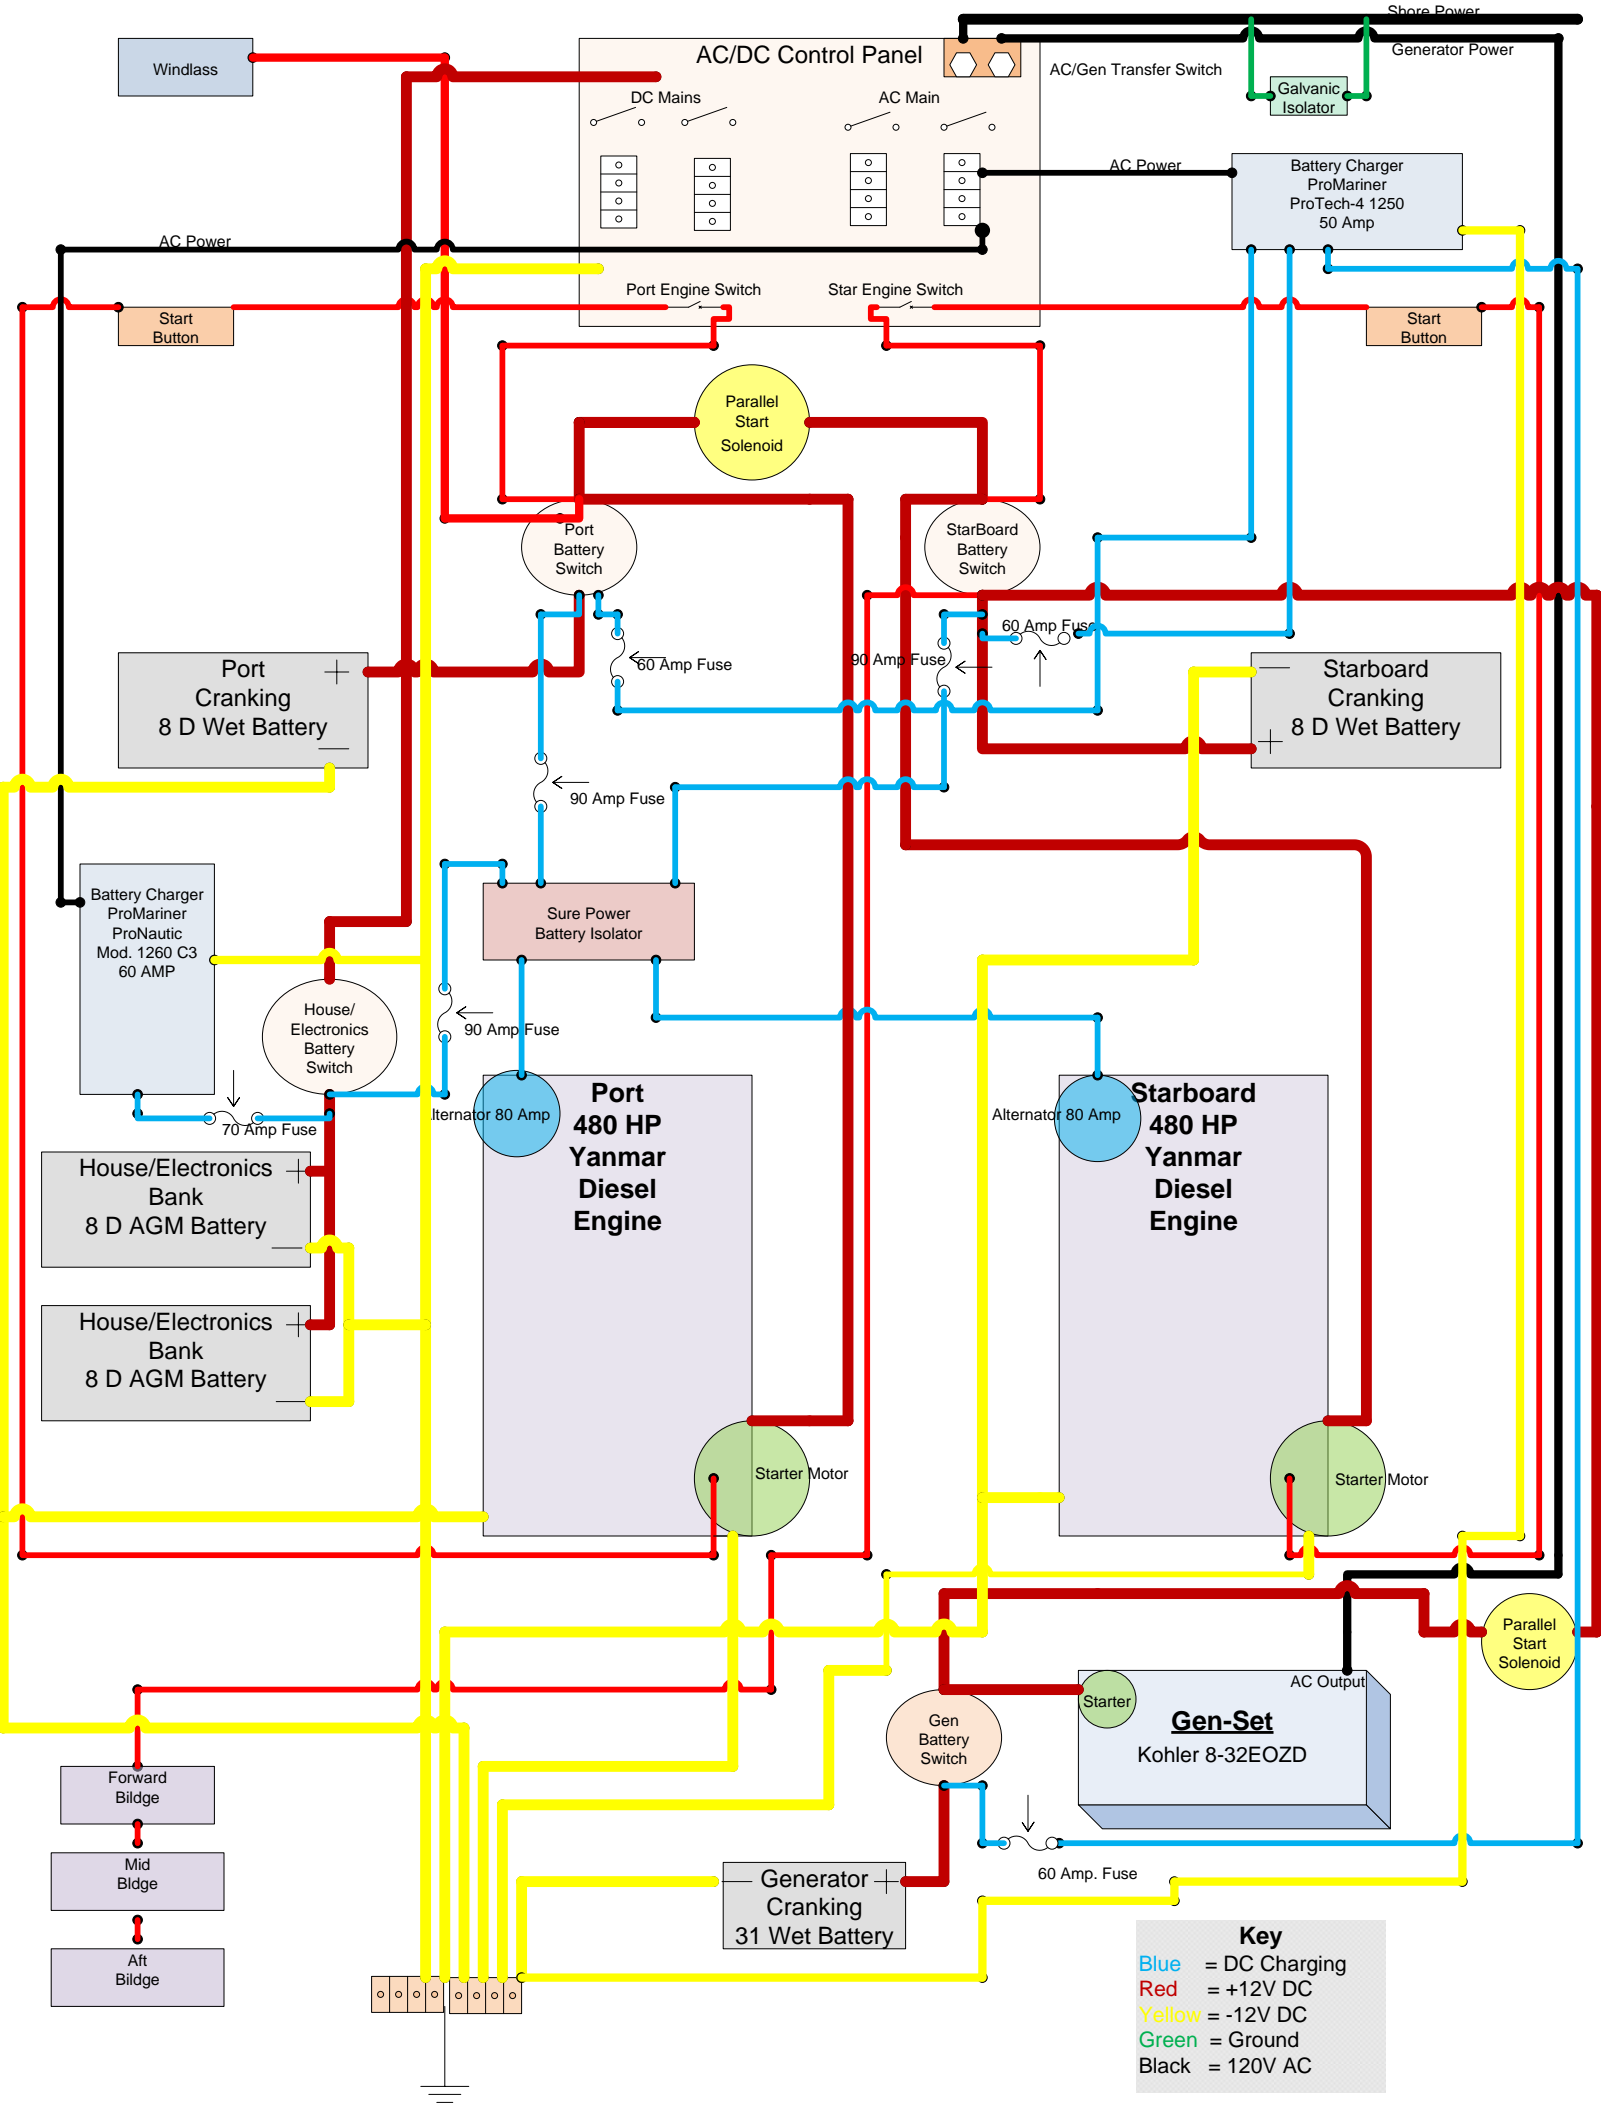 Shore Power
Generator Power
Windlass
AC/DC Control Panel
AC/Gen Transfer Switch
Galvanic
Isolator
DC Mains
AC Main
AC Power
Battery Charger
ProMariner
ProTech-4 1250
50 Amp
AC Power
Port Engine Switch
Star Engine Switch
Start
Button
Start
Button
Parallel
Start
Solenoid
Port
Battery
Switch
StarBoard
Battery
Switch
60 Amp Fuse
60 Amp Fuse
90 Amp Fuse
Port
Cranking
8 D Wet Battery
Starboard
Cranking
8 D Wet Battery
90 Amp Fuse
Battery Charger
ProMariner
ProNautic
Mod. 1260 C3
60 AMP
Sure Power
Battery Isolator
House/
Electronics
Battery
Switch
90 Amp Fuse
70 Amp Fuse
Alternator 80 Amp
Port
480 HP
Yanmar
Diesel
Engine
Alternator 80 Amp
Starboard
480 HP
Yanmar
Diesel
Engine
House/Electronics
Bank
8 D AGM Battery
House/Electronics
Bank
8 D AGM Battery
Starter Motor
Starter Motor
Parallel
Start
Solenoid
AC Output
Starter
Gen-Set
Kohler 8-32EOZD
Gen
Battery
Switch
Forward
Bildge
Mid
Bldge
Aft
Bildge
60 Amp. Fuse
Generator
Cranking
31 Wet Battery
Key
Blue = DC Charging
Red = +12V DC
Yellow = -12V DC
Green = Ground
Black = 120V AC